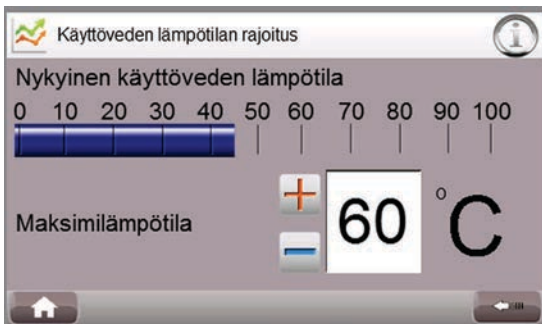 Käyttöveden lämpötilan rajoitus
Nykyinen käyttöveden lämpötila
0 10 20 30 40 50 60 70 80 90 100
Maksimilämpötila 60 °C